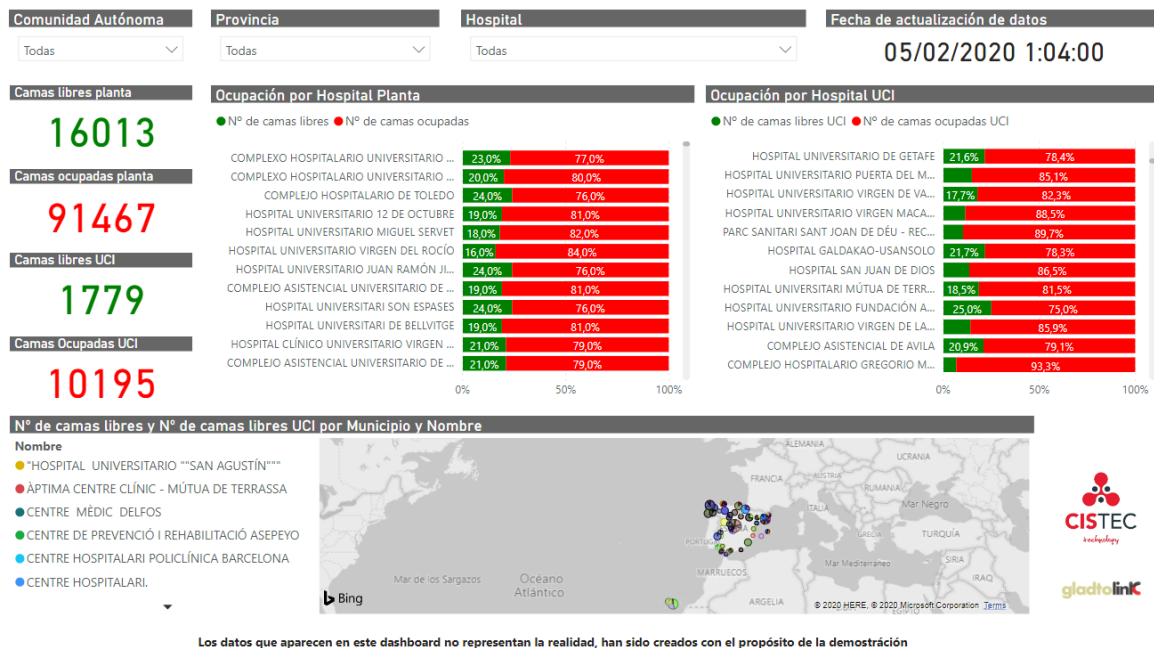 Comunidad Autónoma
Provincia
Hospital
Fecha de actualización de datos
Todas
Todas
Todas
05/02/2020 1:04:00
Camas libres planta
16013
Camas ocupadas planta
91467
Camas libres UCI
1779
Camas Ocupadas UCI
10195
Ocupación por Hospital Planta
Nº de camas libres Nº de camas ocupadas
COMPLEXO HOSPITALARIO UNIVERSITARIO ... 23,0% 77,0%
COMPLEXO HOSPITALARIO UNIVERSITARIO ... 20,0% 80,0%
COMPLEJO HOSPITALARIO DE TOLEDO 24,0% 76,0%
HOSPITAL UNIVERSITARIO 12 DE OCTUBRE 19,0% 81,0%
HOSPITAL UNIVERSITARIO MIGUEL SERVET 18,0% 82,0%
HOSPITAL UNIVERSITARIO VIRGEN DEL ROCÍO 16,0% 84,0%
HOSPITAL UNIVERSITARIO JUAN RAMÓN JI... 24,0% 76,0%
COMPLEJO ASISTENCIAL UNIVERSITARIO DE ... 19,0% 81,0%
HOSPITAL UNIVERSITARI SON ESPASES 24,0% 76,0%
HOSPITAL UNIVERSITARI DE BELLVITGE 19,0% 81,0%
HOSPITAL CLÍNICO UNIVERSITARIO VIRGEN ... 21,0% 79,0%
COMPLEJO ASISTENCIAL UNIVERSITARIO DE ... 21,0% 79,0%
0% 50% 100%
Ocupación por Hospital UCI
Nº de camas libres UCI Nº de camas ocupadas UCI
HOSPITAL UNIVERSITARIO DE GETAFE 21,6% 78,4%
HOSPITAL UNIVERSITARIO PUERTA DEL M... 85,1%
HOSPITAL UNIVERSITARIO VIRGEN DE VA... 17,7% 82,3%
HOSPITAL UNIVERSITARIO VIRGEN MACA... 88,5%
PARC SANITARI SANT JOAN DE DÉU - REC... 89,7%
HOSPITAL GALDAKAO-USANSOLO 21,7% 78,3%
HOSPITAL SAN JUAN DE DIOS 86,5%
HOSPITAL UNIVERSITARI MÚTUA DE TERR... 18,5% 81,5%
HOSPITAL UNIVERSITARIO FUNDACIÓN A... 25,0% 75,0%
HOSPITAL UNIVERSITARIO VIRGEN DE LA... 85,9%
COMPLEJO ASISTENCIAL DE AVILA 20,9% 79,1%
COMPLEJO HOSPITALARIO GREGORIO M... 93,3%
0% 50% 100%
Nº de camas libres y Nº de camas libres UCI por Municipio y Nombre
Nombre
"HOSPITAL UNIVERSITARIO ""SAN AGUSTÍN"""
ÀPTIMA CENTRE CLÍNIC - MÚTUA DE TERRASSA
CENTRE MÈDIC DELFOS
CENTRE DE PREVENCIÓ I REHABILITACIÓ ASEPEYO
CENTRE HOSPITALARI POLICLÍNICA BARCELONA
CENTRE HOSPITALARI.
ALEMANIA
UCRANIA
FRANCIA
AUSTRIA
RUMANIA
ITALIA
Mar Negro
GRECIA
TURQUÍA
Mar Mediterráneo
SIRIA
IRAQ
MARRUECOS
ARGELIA
EGIPTO
Mar de los Sargazos
Océano
Atlántico
Bing
© 2020 HERE, © 2020 Microsoft Corporation Terms
CISTEC
technology
gladtolink
Los datos que aparecen en este dashboard no representan la realidad, han sido creados con el propósito de la demostráción